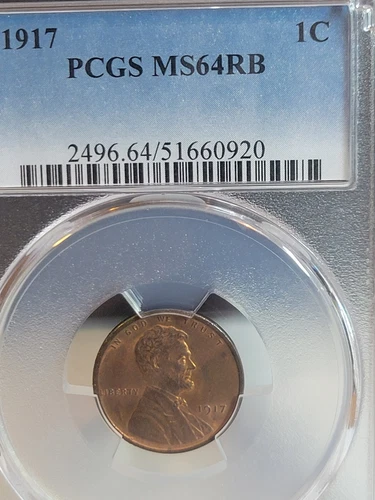 1917 1C
PCGS MS64RB
2496.64/51660920
IN GOD WE TRUST
LIBERTY 1917